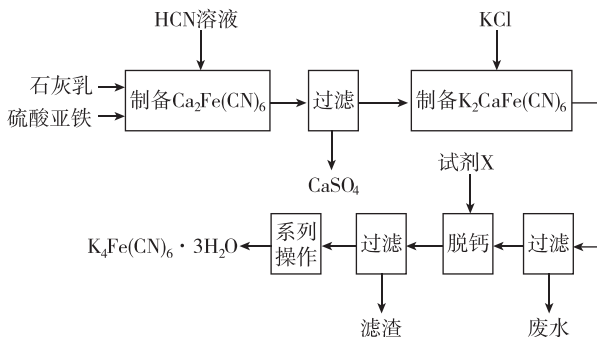 HCN溶液
KCl
石灰乳
硫酸亚铁
制备Ca₂Fe(CN)₆
过滤
制备K₂CaFe(CN)₆
CaSO₄
试剂X
K₄Fe(CN)₆·3H₂O
系列
操作
过滤
脱钙
过滤
滤渣
废水